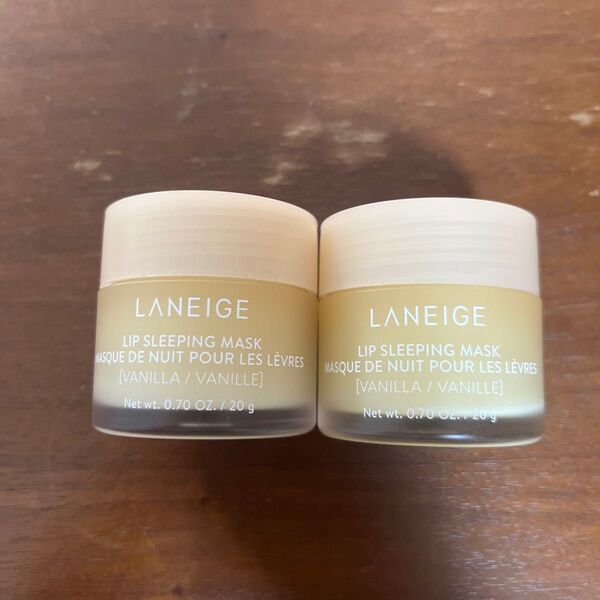 LANEIGE
LIP SLEEPING MASK
MASQUE DE NUIT POUR LES LÈVRES
[VANILLA / VANILLE]
Net wt. 0.70 OZ. / 20 g
LANEIGE
LIP SLEEPING MASK
MASQUE DE NUIT POUR LES LÈVRES
[VANILLA / VANILLE]
Net wt. 0.70 OZ. / 20 g